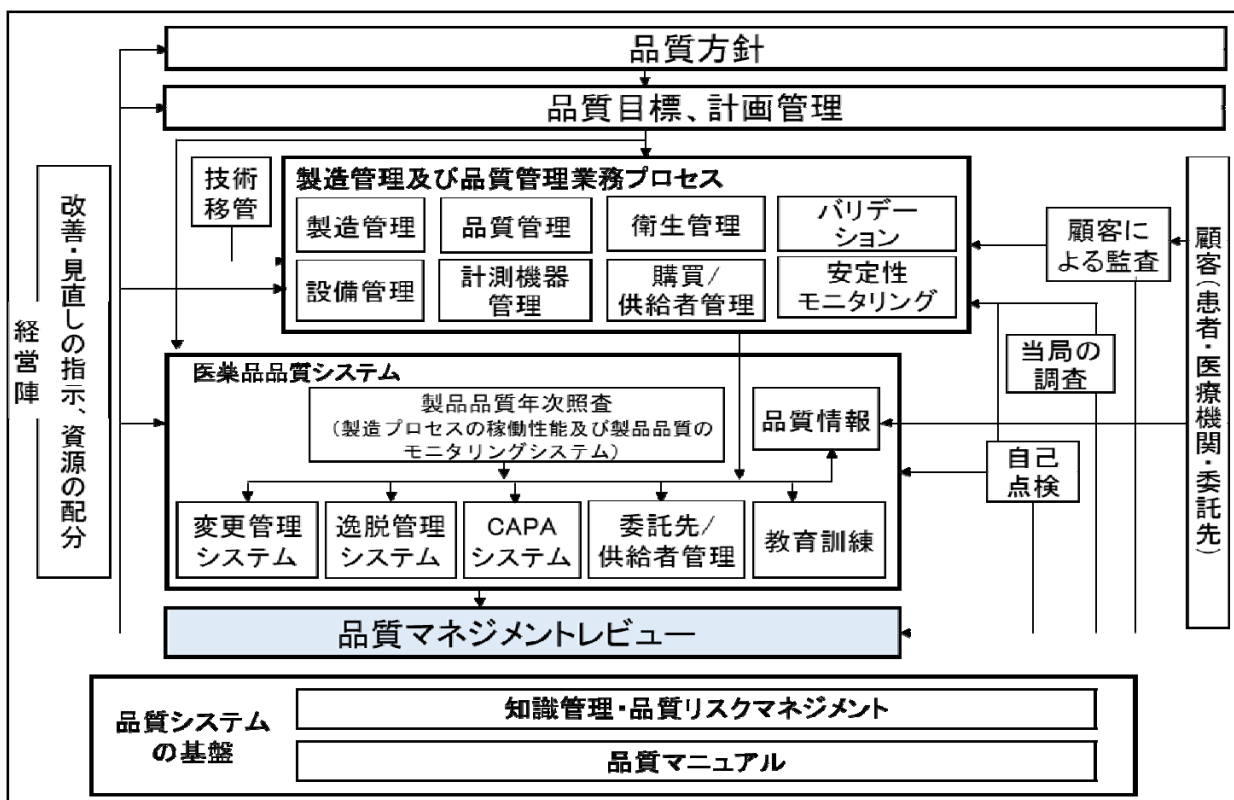 品質方針
品質目標、計画管理
経営陣
改善・見直しの指示、資源の配分
技術
移管
製造管理及び品質管理業務プロセス
製造管理
品質管理
衛生管理
バリデー
ション
設備管理
計測機器
管理
購買/
供給者管理
安定性
モニタリング
顧客に
よる監査
当局の
調査
自己
点検
顧客(患者・医療機関・委託先)
医薬品品質システム
製品品質年次照査
(製造プロセスの稼働性能及び製品品質の
モニタリングシステム)
品質情報
変更管理
システム
逸脱管理
システム
CAPA
システム
委託先/
供給者管理
教育訓練
品質マネジメントレビュー
品質システム
の基盤
知識管理・品質リスクマネジメント
品質マニュアル